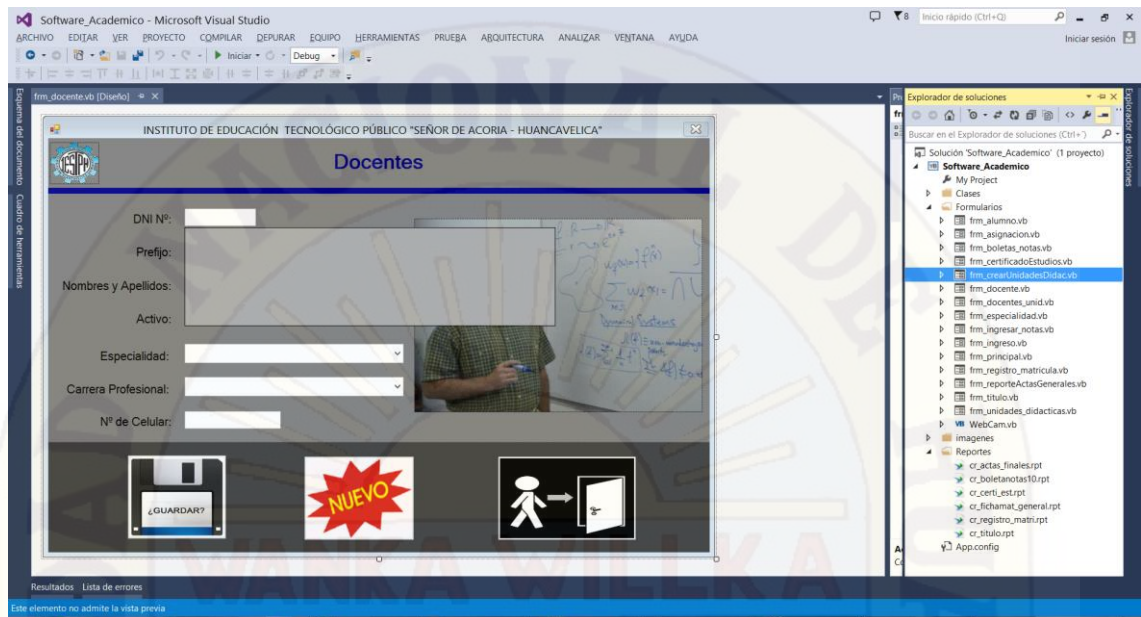 Software_Academico - Microsoft Visual Studio
8
Inicio rápido (Ctrl+Q)
ARCHIVO EDITAR VER PROYECTO COMPILAR DEPURAR EQUIPO HERRAMIENTAS PRUEBA ARQUITECTURA ANALIZAR VENTANA AYUDA
Iniciar sesión
Iniciar
Debug
Esquema del documento
Cuadro de herramientas
frm_docente.vb [Diseño]
INSTITUTO DE EDUCACIÓN TECNOLÓGICO PÚBLICO "SEÑOR DE ACORIA - HUANCAVELICA"
Docentes
DNI Nº:
Prefijo:
Nombres y Apellidos:
Activo:
Especialidad:
Carrera Profesional:
Nº de Celular:
¿GUARDAR?
NUEVO
Explorador de soluciones
Buscar en el Explorador de soluciones (Ctrl+´)
Solución 'Software_Academico' (1 proyecto)
Software_Academico
My Project
Clases
Formularios
frm_alumno.vb
frm_asignacion.vb
frm_boletas_notas.vb
frm_certificadoEstudios.vb
frm_crearUnidadesDidac.vb
frm_docente.vb
frm_docentes_unid.vb
frm_especialidad.vb
frm_ingresar_notas.vb
frm_ingreso.vb
frm_principal.vb
frm_registro_matricula.vb
frm_reporteActasGenerales.vb
frm_titulo.vb
frm_unidades_didacticas.vb
VB WebCam.vb
imagenes
Reportes
cr_actas_finales.rpt
cr_boletanotas10.rpt
cr_certi_est.rpt
cr_fichamat_general.rpt
cr_registro_matri.rpt
cr_titulo.rpt
App.config
Explorador de soluciones
Resultados Lista de errores
Este elemento no admite la vista previa
WANKA WILLKA